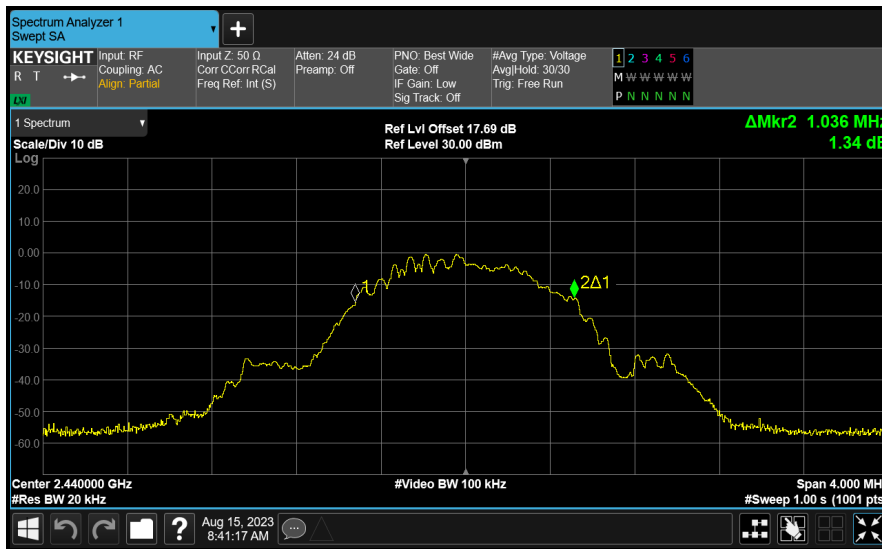 Spectrum Analyzer 1
Swept SA
+
KEYSIGHT
R T
LXI
Input: RF
Coupling: AC
Align: Partial
Input Z: 50 Ω
Corr CCorr RCal
Freq Ref: Int (S)
Atten: 24 dB
Preamp: Off
PNO: Best Wide
Gate: Off
IF Gain: Low
Sig Track: Off
#Avg Type: Voltage
Avg|Hold: 30/30
Trig: Free Run
1 2 3 4 5 6
M W W W W W
P N N N N N
1 Spectrum
Scale/Div 10 dB
Log
Ref Lvl Offset 17.69 dB
Ref Level 30.00 dBm
ΔMkr2 1.036 MHz
1.34 dB
20.0
10.0
0.00
-10.0
-20.0
-30.0
-40.0
-50.0
-60.0
1
2Δ1
Center 2.440000 GHz
#Res BW 20 kHz
#Video BW 100 kHz
Span 4.000 MH
#Sweep 1.00 s (1001 pts
?
Aug 15, 2023
8:41:17 AM